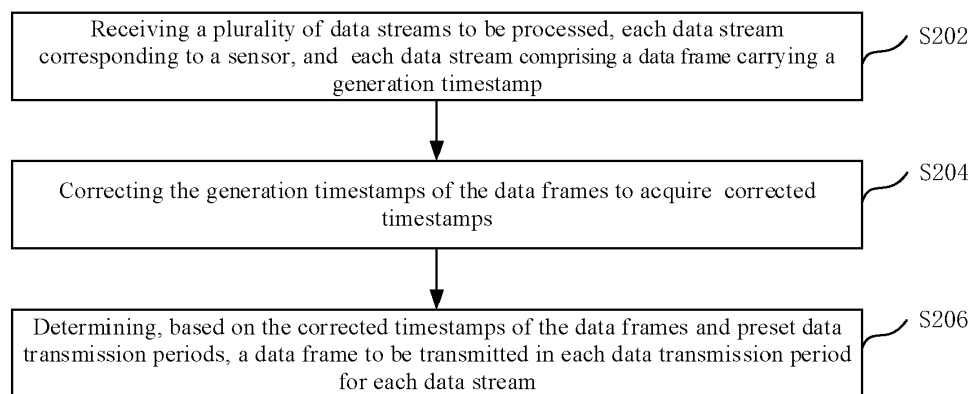 Receiving a plurality of data streams to be processed, each data stream
corresponding to a sensor, and each data stream comprising a data frame carrying a
generation timestamp
S202
Correcting the generation timestamps of the data frames to acquire corrected
timestamps
S204
Determining, based on the corrected timestamps of the data frames and preset data
transmission periods, a data frame to be transmitted in each data transmission period
for each data stream
S206